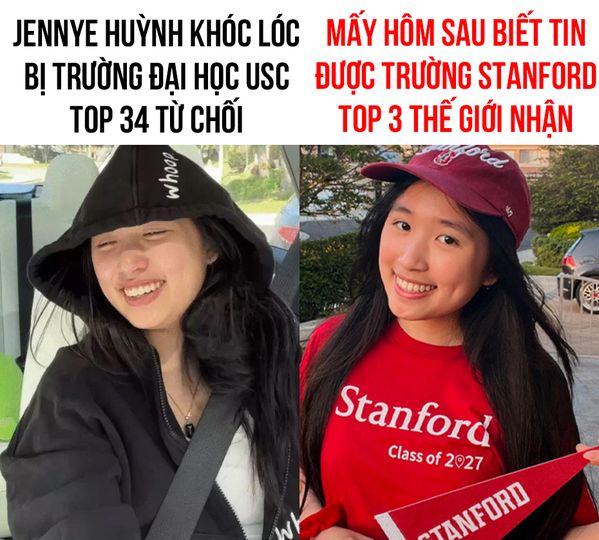 JENNYE HUỲNH KHÓC LÓC
BỊ TRƯỜNG ĐẠI HỌC USC
TOP 34 TỪ CHỐI
MẤY HÔM SAU BIẾT TIN
ĐƯỢC TRƯỜNG STANFORD
TOP 3 THẾ GIỚI NHẬN
whoop
wh
Stanford
Class of 2027
STANFORD